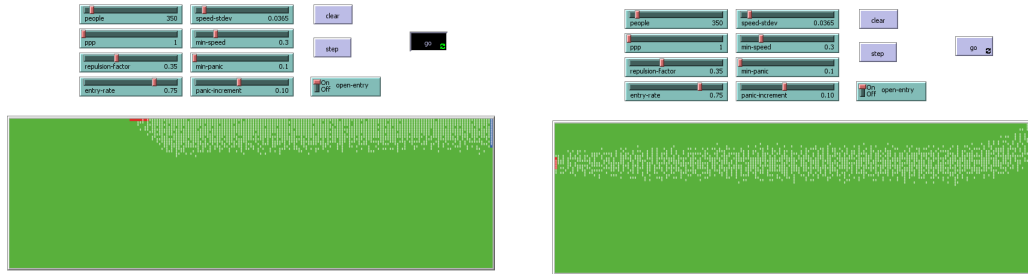 people 350 speed-stdev 0.0365 clear
ppp 1 min-speed 0.3 step go
repulsion-factor 0.35 min-panic 0.1
entry-rate 0.75 panic-increment 0.10 On Off open-entry
people 350 speed-stdev 0.0365 clear
ppp 1 min-speed 0.3 step go
repulsion-factor 0.35 min-panic 0.1
entry-rate 0.75 panic-increment 0.10 On Off open-entry